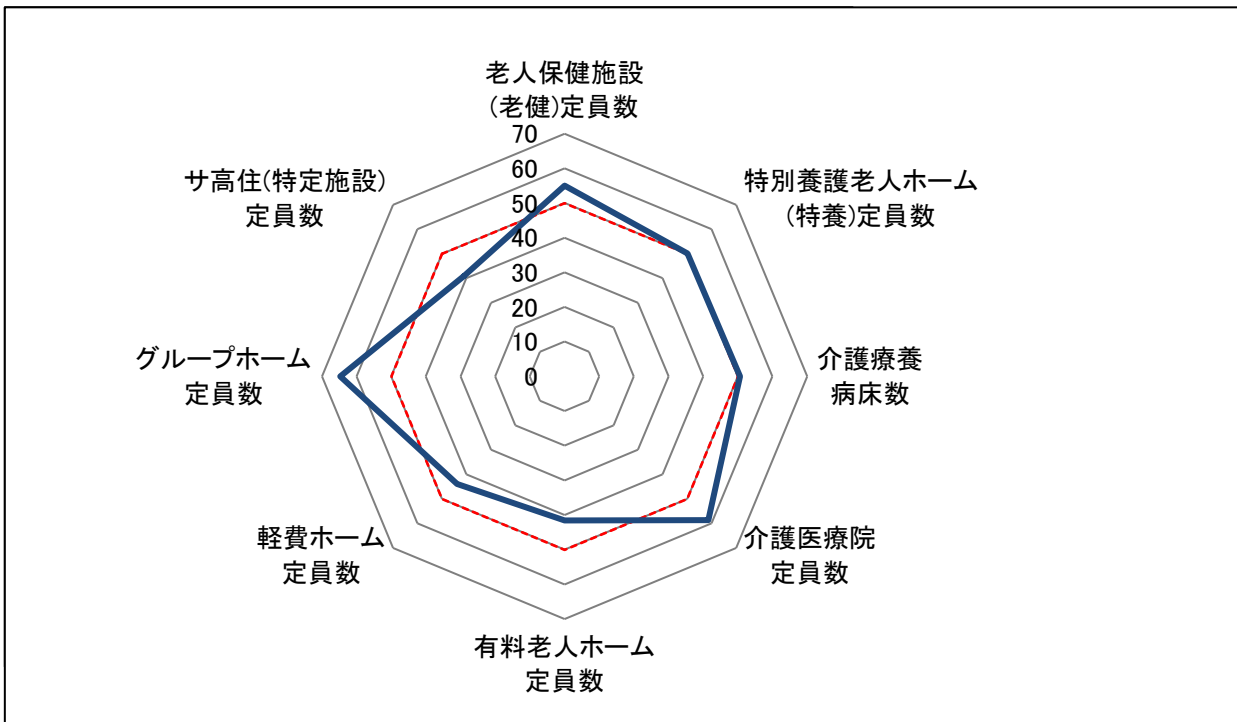 老人保健施設
(老健)定員数
特別養護老人ホーム
(特養)定員数
介護療養
病床数
介護医療院
定員数
有料老人ホーム
定員数
軽費ホーム
定員数
グループホーム
定員数
サ高住(特定施設)
定員数
70
60
50
40
30
20
10
0